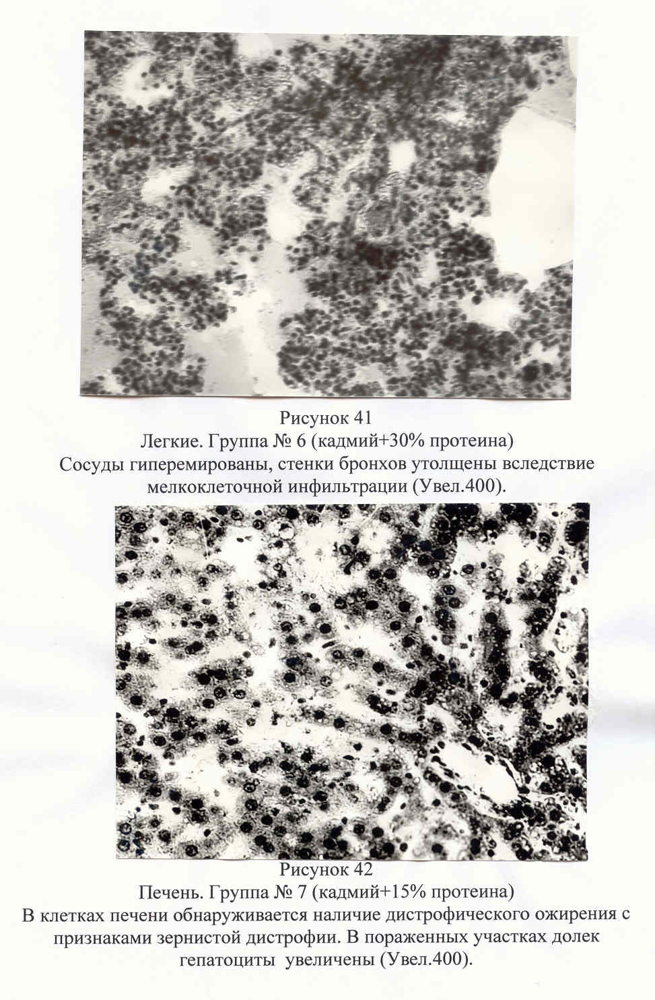 Рисунок 41
Легкие. Группа № 6 (кадмий+30% протеина)
Сосуды гиперемированы, стенки бронхов утолщены вследствие
мелкоклеточной инфильтрации (Увел.400).
Рисунок 42
Печень. Группа № 7 (кадмий+15% протеина)
В клетках печени обнаруживается наличие дистрофического ожирения с
признаками зернистой дистрофии. В пораженных участках долек
гепатоциты увеличены (Увел.400).